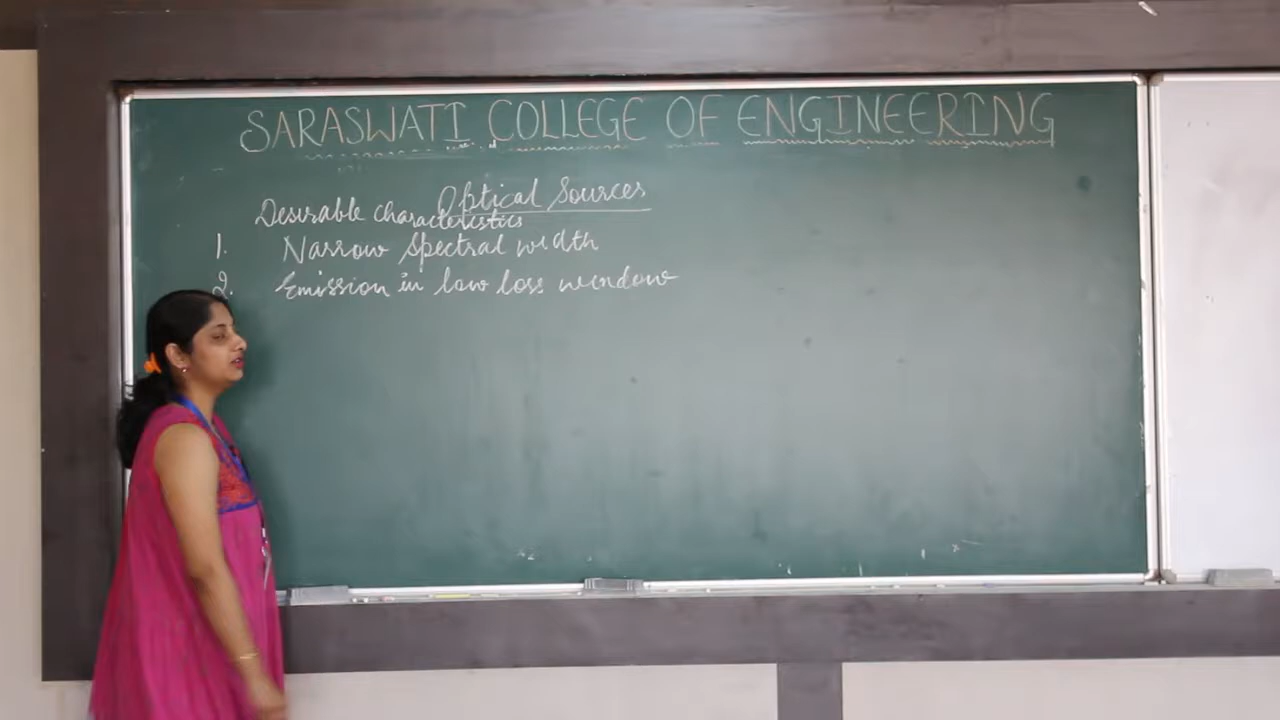 SARASWATI COLLEGE OF ENGINEERING
Optical Sources
Desirable characteristics
1. Narrow Spectral width
2. Emission in low loss window